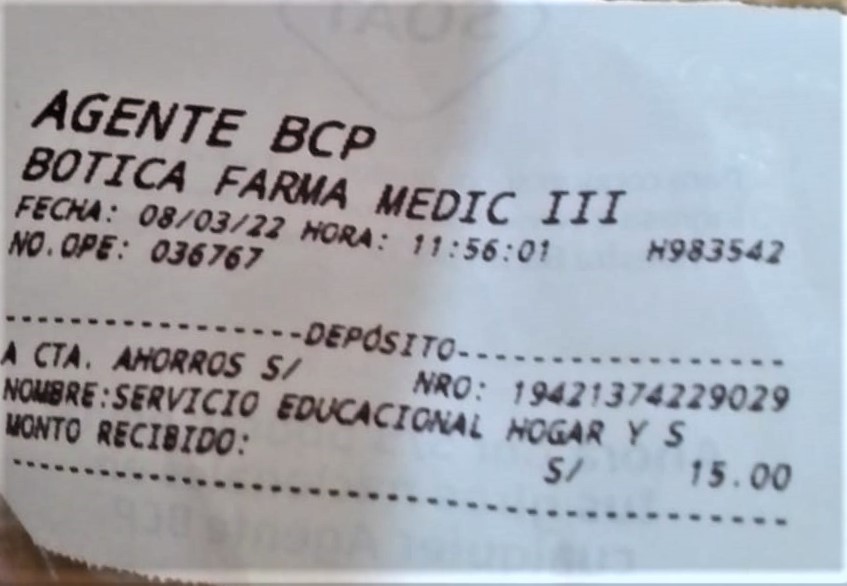 AGENTE BCP
BOTICA FARMA MEDIC III
FECHA: 08/03/22 HORA: 11:56:01 H983542
NO.OPE: 036767
-----------------DEPÓSITO--------------------
A CTA. AHORROS S/ NRO: 19421374229029
NOMBRE:SERVICIO EDUCACIONAL HOGAR Y S
MONTO RECIBIDO: S/ 15.00
---------------------------------------------